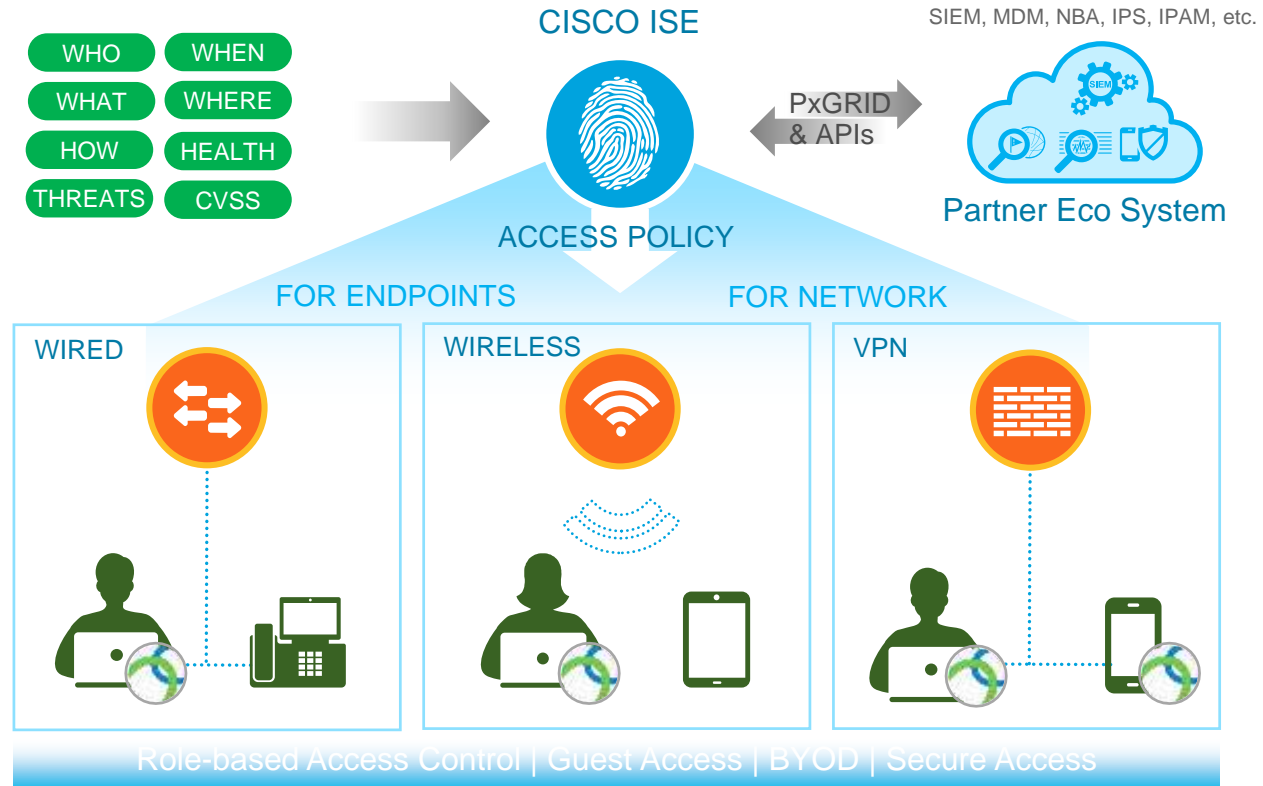 CISCO ISE
SIEM, MDM, NBA, IPS, IPAM, etc.
WHO
WHEN
WHAT
WHERE
HOW
HEALTH
THREATS
CVSS
PxGRID
& APIs
SIEM
Partner Eco System
ACCESS POLICY
FOR ENDPOINTS
FOR NETWORK
WIRED
WIRELESS
VPN
Role-based Access Control | Guest Access | BYOD | Secure Access